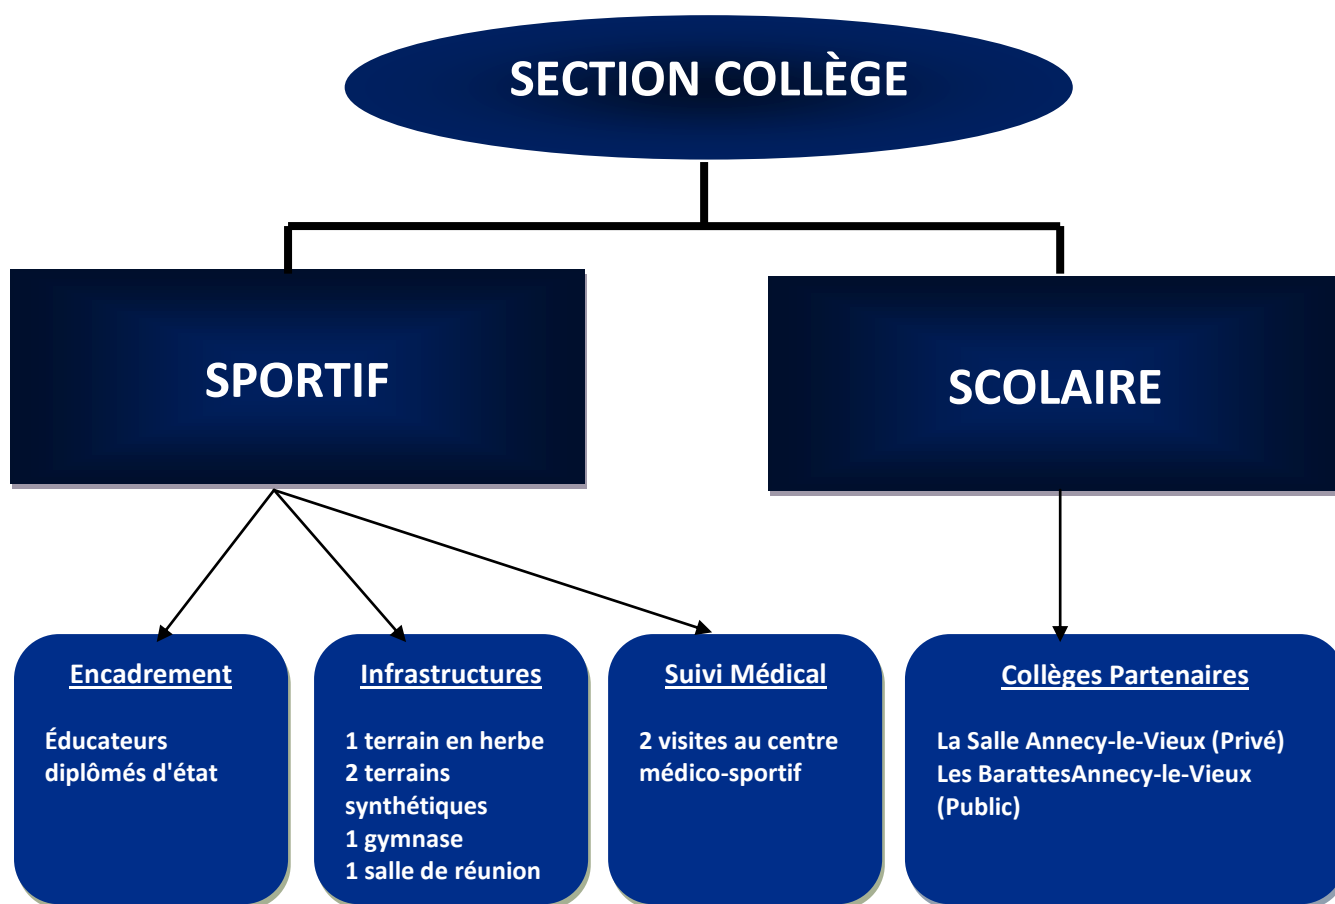 SECTION COLLÈGE
SPORTIF
SCOLAIRE
Encadrement
Éducateurs
diplômés d'état
Infrastructures
1 terrain en herbe
2 terrains
synthétiques
1 gymnase
1 salle de réunion
Suivi Médical
2 visites au centre
médico-sportif
Collèges Partenaires
La Salle Annecy-le-Vieux (Privé)
Les BarattesAnnecy-le-Vieux
(Public)